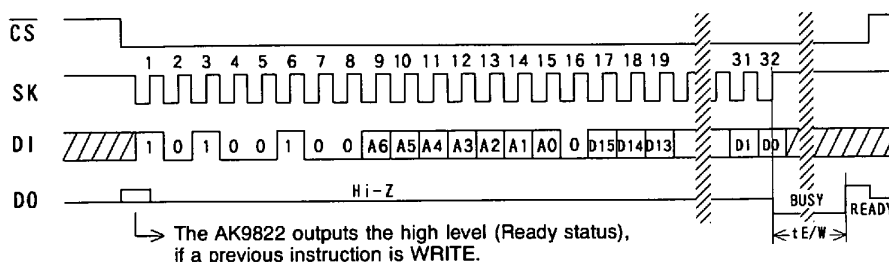 CS
1 2 3 4 5 6 7 8 9 10 11 12 13 14 15 16 17 18 19 31 32
SK
DI 1 0 1 0 0 1 0 0 A6 A5 A4 A3 A2 A1 A0 0 D15 D14 D13 D1 D0
Hi-Z
DO BUSY READY
tE/W
The AK9822 outputs the high level (Ready status),
if a previous instruction is WRITE.